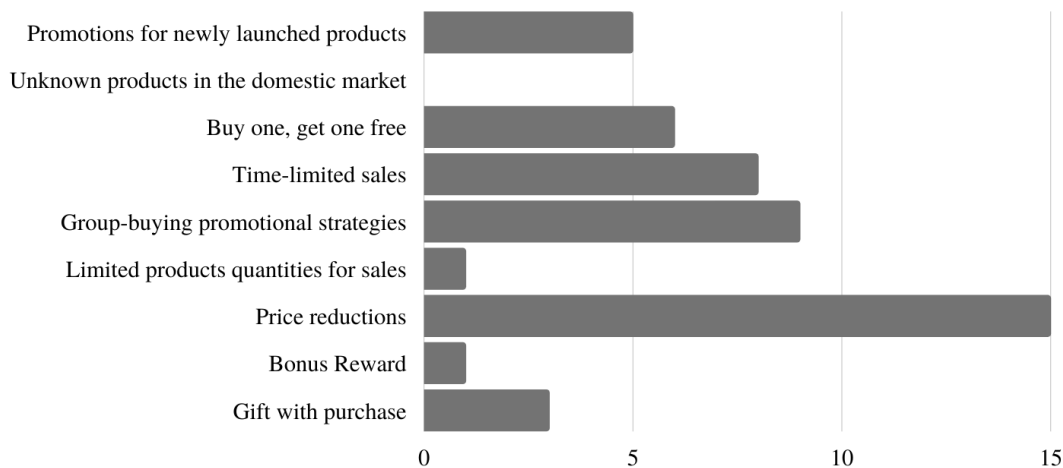 Promotions for newly launched products
Unknown products in the domestic market
Buy one, get one free
Time-limited sales
Group-buying promotional strategies
Limited products quantities for sales
Price reductions
Bonus Reward
Gift with purchase
0 5 10 15